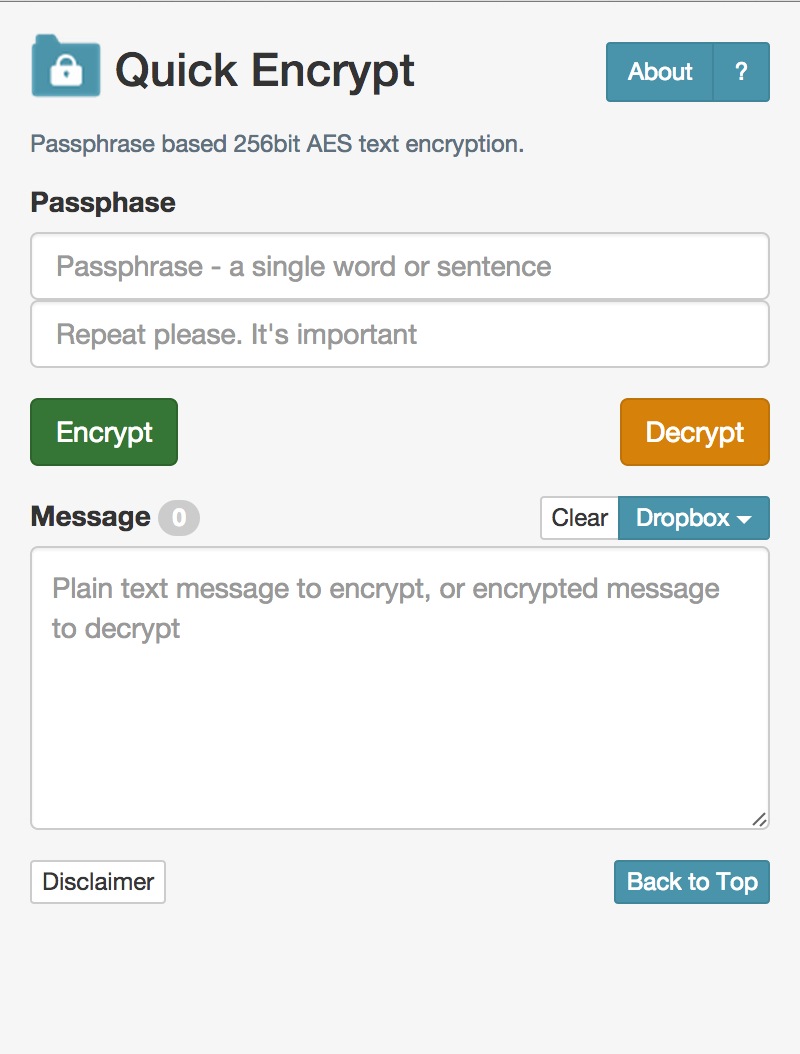 Quick Encrypt
About
?
Passphrase based 256bit AES text encryption.
Passphase
Passphrase - a single word or sentence
Repeat please. It's important
Encrypt
Decrypt
Message 0
Clear
Dropbox
Plain text message to encrypt, or encrypted message
to decrypt
Disclaimer
Back to Top